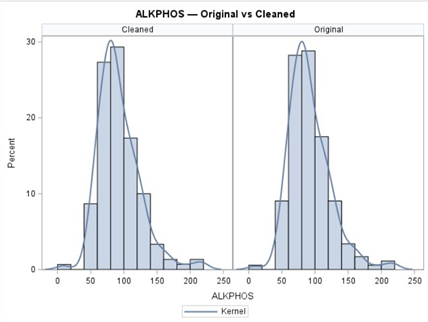 ALKPHOS — Original vs Cleaned
Cleaned Original
30
20
10
0
Percent
0 50 100 150 200 250 0 50 100 150 200 250
ALKPHOS
Kernel